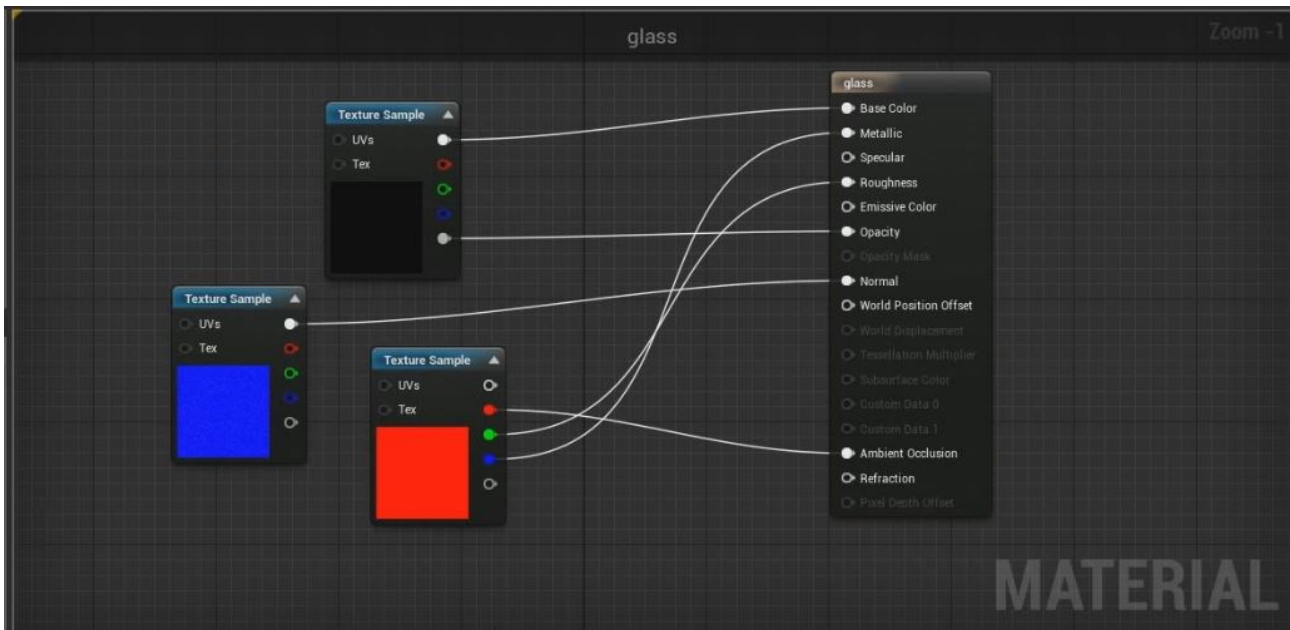 glass
Zoom -1
Texture Sample
UVs
Tex
Texture Sample
UVs
Tex
Texture Sample
UVs
Tex
glass
Base Color
Metallic
Specular
Roughness
Emissive Color
Opacity
Opacity Mask
Normal
World Position Offset
World Displacement
Tessellation Multiplier
Subsurface Color
Custom Data 0
Custom Data 1
Ambient Occlusion
Refraction
Pixel Depth Offset
MATERIAL